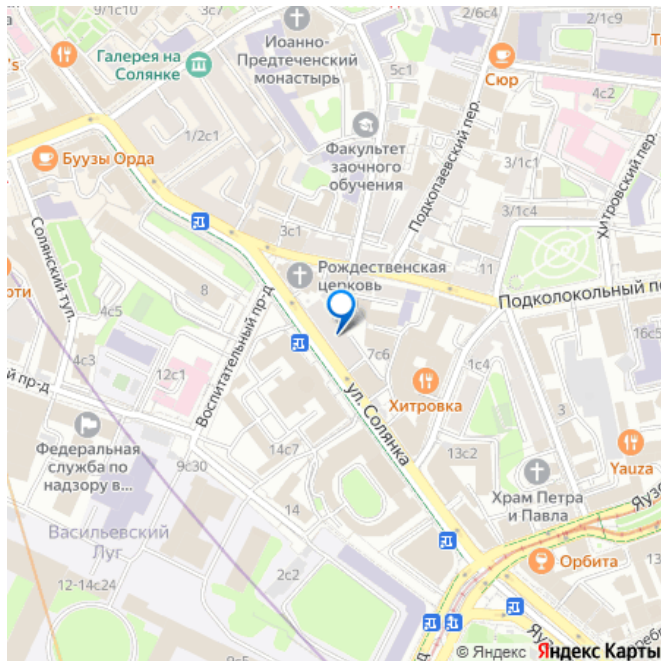 9/1с10
3с7
2/6с4
2/1с9
Иоанно-
Предтеченский
монастырь
Галерея на
Солянке
5с1
Сюр
4с2
1/2с1
Факультет
заочного
обучения
Подкопаевский пер.
Буузы Орда
3/1с1
Хитровский пер.
Солянский туп.
3/1с4
3с1
11
Рождественская
церковь
Подколокольный
8
4с5
Воспитательный пр-д
16с5
7с6
1с4
4с3
12с1
ул. Солянка
Хитровка
3
пр-д
Федеральная
служба по
надзору в...
14с7
13с2
9с30
Yauza
Храм Петра
и Павла
14
Васильевский
Луг
Орбита
13
2с2
12-14с24
9с5
© Яндекс Яндекс Карты